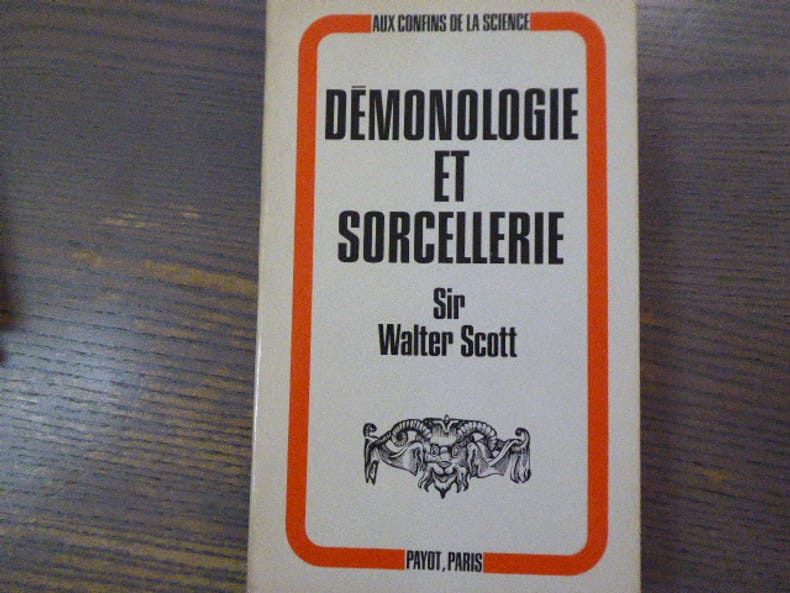 AUX CONFINS DE LA SCIENCE
DÉMONOLOGIE
ET
SORCELLERIE
Sir
Walter Scott
PAYOT, PARIS